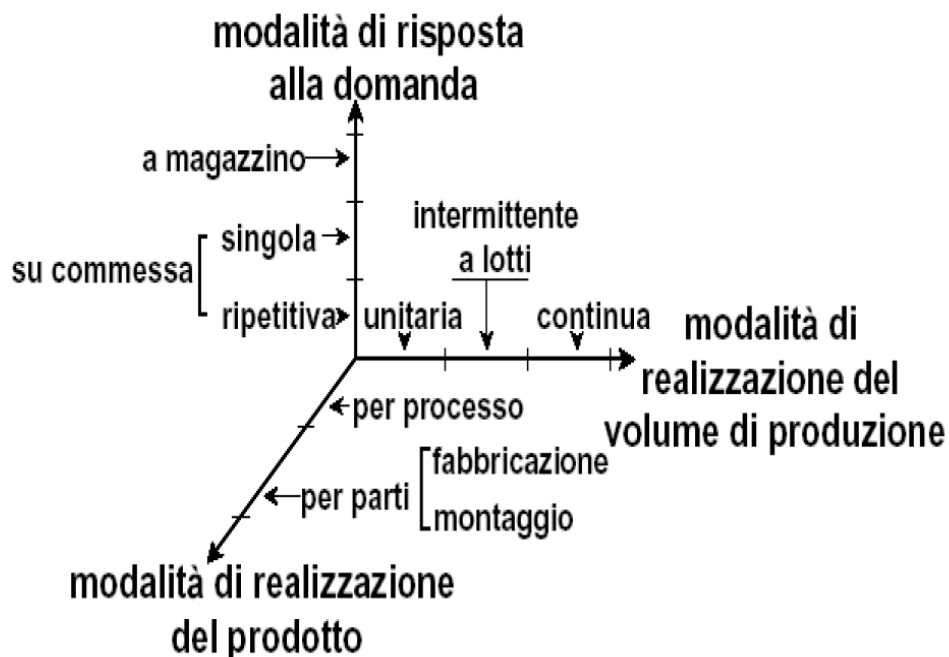 modalità di risposta
alla domanda
a magazzino
su commessa
singola
ripetitiva
unitaria
intermittente
a lotti
continua
modalità di
realizzazione del
volume di produzione
per processo
per parti
fabbricazione
montaggio
modalità di realizzazione
del prodotto